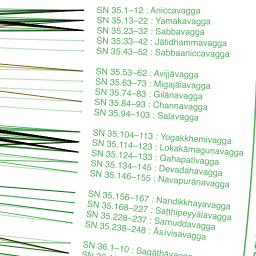 SN 35.1–12 : Aniccavagga
SN 35.13–22 : Yamakavagga
SN 35.23–32 : Sabbavagga
SN 35.33–42 : Jātidhammavagga
SN 35.43–52 : Sabbaaniccavagga
SN 35.53–62 : Avijjāvagga
SN 35.63–73 : Migajālavagga
SN 35.74–83 : Gilānavagga
SN 35.84–93 : Channavagga
SN 35.94–103 : Saḷavagga
SN 35.104–113 : Yogakkhemivagga
SN 35.114–123 : Lokakāmaguṇavagga
SN 35.124–133 : Gahapativagga
SN 35.134–145 : Devadahavagga
SN 35.146–155 : Navapurāṇavagga
SN 35.156–167 : Nandikkhayavagga
SN 35.168–227 : Saṭṭhipeyyālavagga
SN 35.228–237 : Samuddavagga
SN 35.238–248 : Āsīvisavagga
SN 36.1–10 : Sagāthāvagga